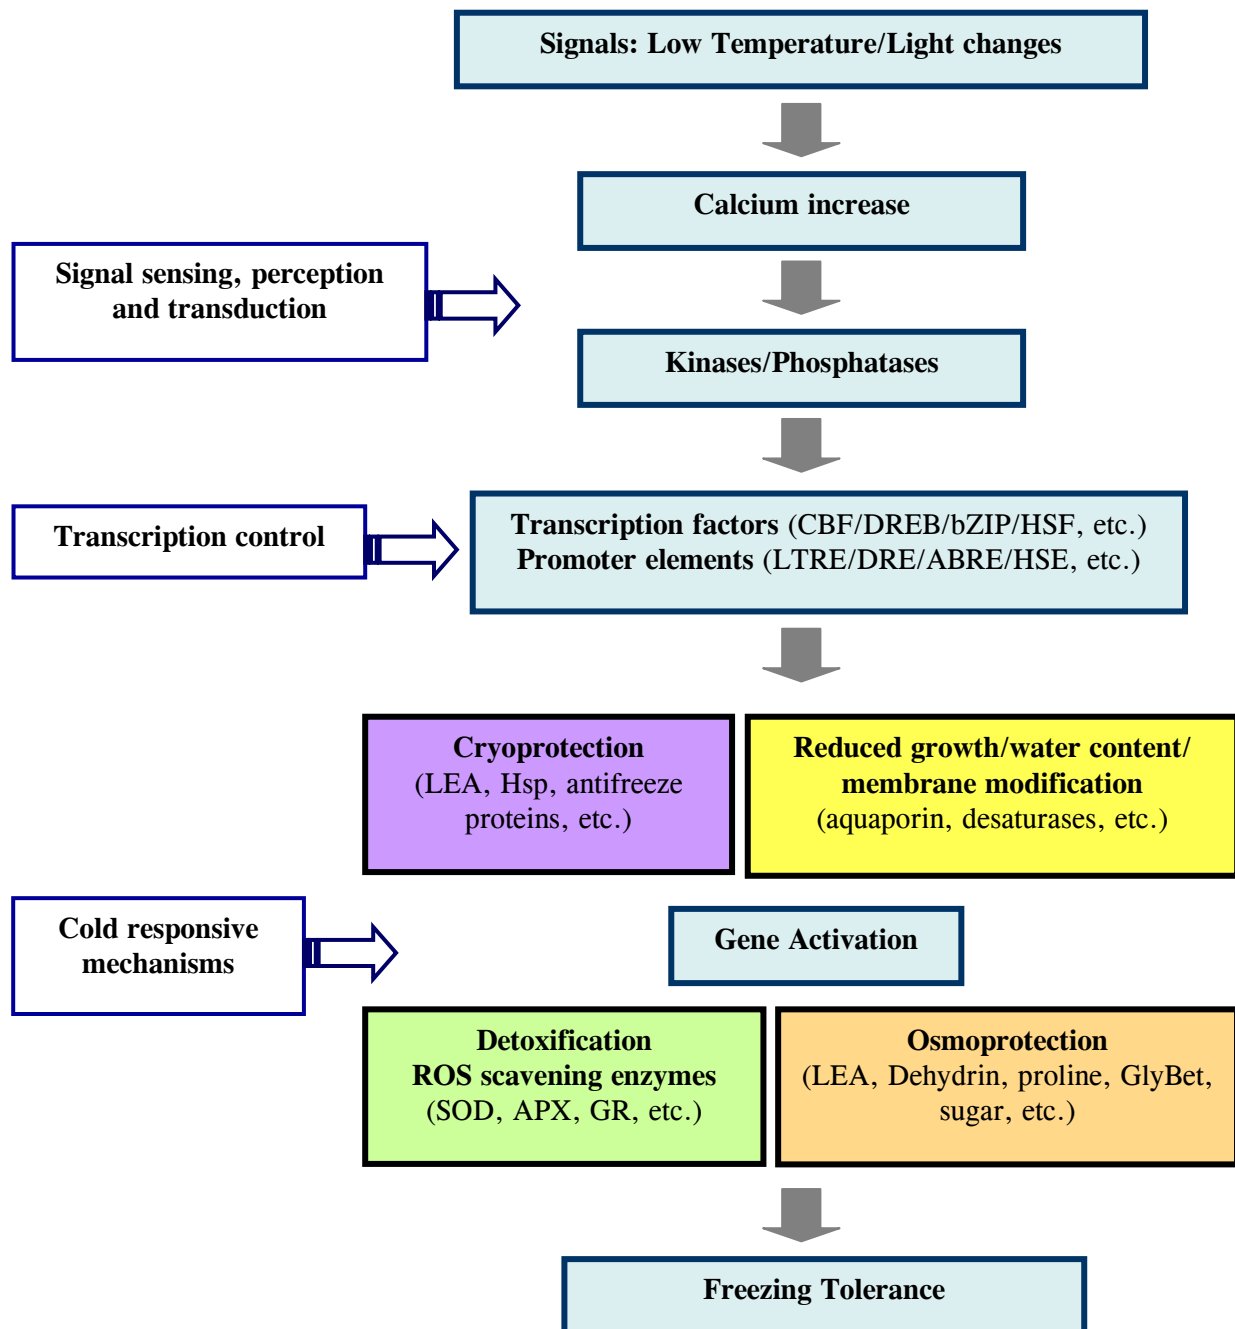 Signals: Low Temperature/Light changes
Calcium increase
Signal sensing, perception
and transduction
Kinases/Phosphatases
Transcription control
Transcription factors (CBF/DREB/bZIP/HSF, etc.)
Promoter elements (LTRE/DRE/ABRE/HSE, etc.)
Cryoprotection
(LEA, Hsp, antifreeze
proteins, etc.)
Reduced growth/water content/
membrane modification
(aquaporin, desaturases, etc.)
Cold responsive
mechanisms
Gene Activation
Detoxification
ROS scavening enzymes
(SOD, APX, GR, etc.)
Osmoprotection
(LEA, Dehydrin, proline, GlyBet,
sugar, etc.)
Freezing Tolerance